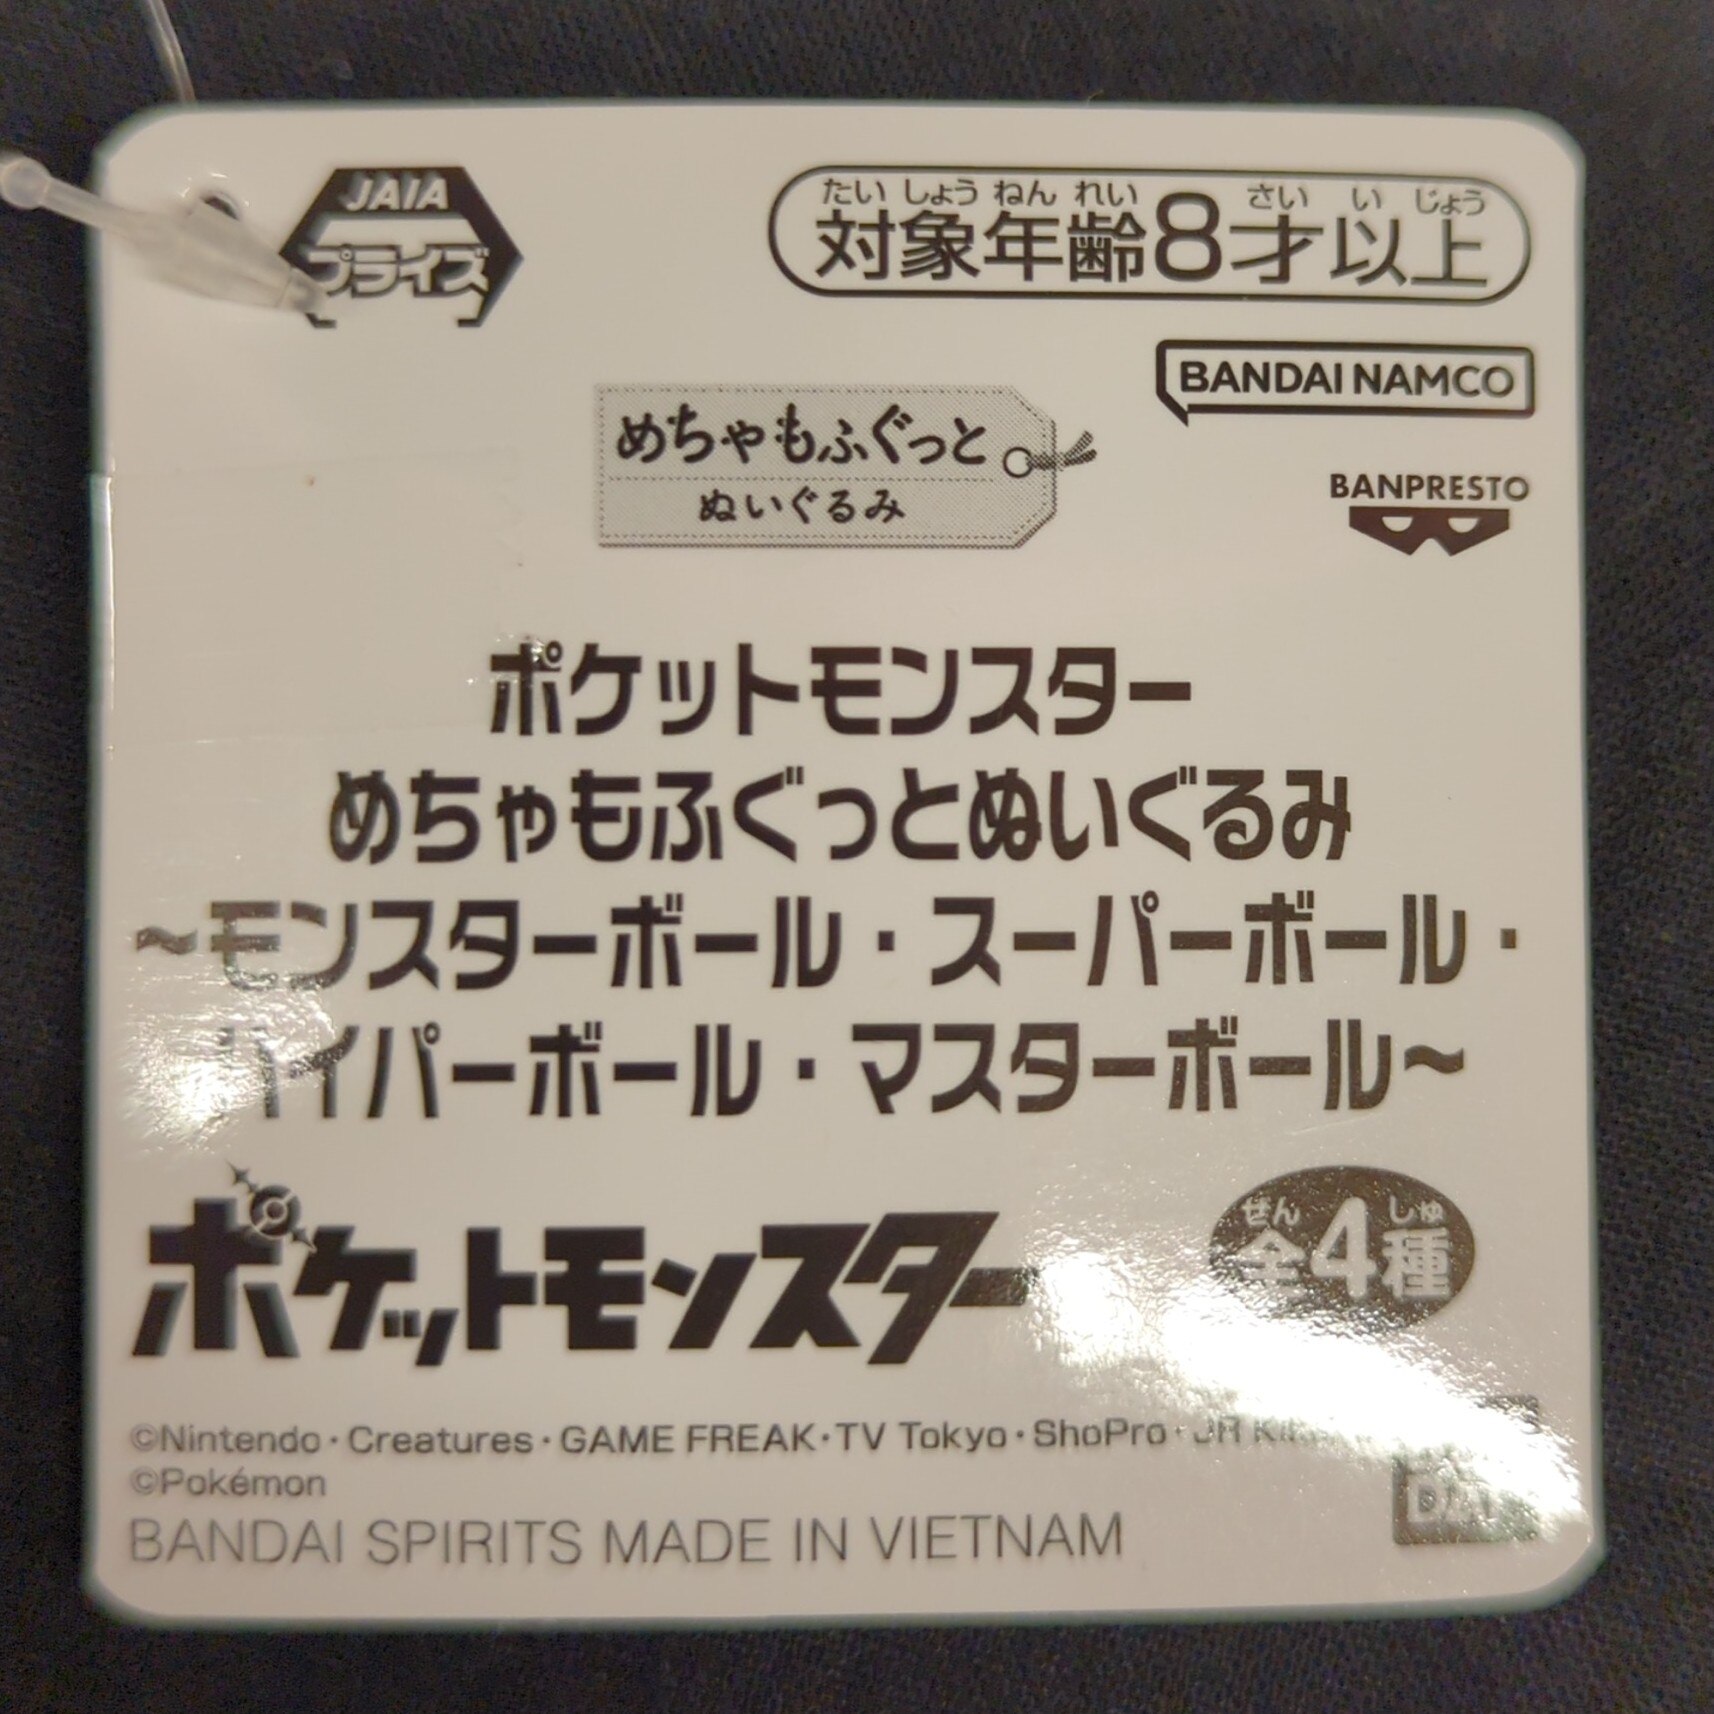 JAIA
プライズ
たいしょうねんれい さいいじょう
対象年齢8才以上
BANDAI NAMCO
めちゃもふぐっと
ぬいぐるみ
BANPRESTO
ポケットモンスター
めちゃもふぐっとぬいぐるみ
~モンスターボール・スーパーボール・
ハイパーボール・マスターボール~
ポケットモンスター
ぜん しゅ
全4種
©Nintendo・Creatures・GAME FREAK・TV Tokyo・ShoPro・JR
©Pokémon
BANDAI SPIRITS MADE IN VIETNAM